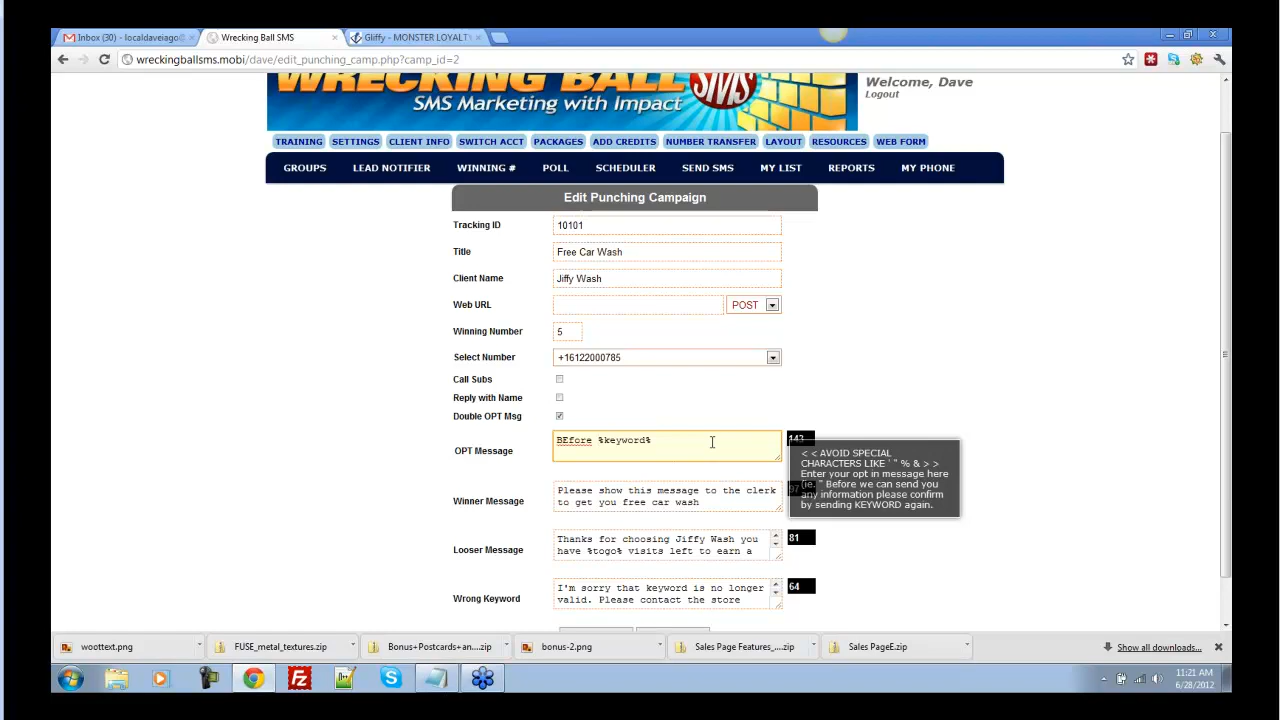 Inbox (30) - localdaveiago@
Wrecking Ball SMS
Gliffy - MONSTER LOYALT
wreckingballsms.mobi/dave/edit_punching_camp.php?camp_id=2
WRECKING BALL
SMS
SMS Marketing with Impact
Welcome, Dave
Logout
TRAINING SETTINGS CLIENT INFO SWITCH ACCT PACKAGES ADD CREDITS NUMBER TRANSFER LAYOUT RESOURCES WEB FORM
GROUPS LEAD NOTIFIER WINNING # POLL SCHEDULER SEND SMS MY LIST REPORTS MY PHONE
Edit Punching Campaign
Tracking ID 10101
Title Free Car Wash
Client Name Jiffy Wash
Web URL POST
Winning Number 5
Select Number +16122000785
Call Subs
Reply with Name
Double OPT Msg
OPT Message
BEfore %keyword%
143
< < AVOID SPECIAL
CHARACTERS LIKE ' " % & > >
Enter your opt in message here
(ie. " Before we can send you
any information please confirm
by sending KEYWORD again.
Winner Message
Please show this message to the clerk
to get you free car wash
97
Looser Message
Thanks for choosing Jiffy Wash you
have %togo% visits left to earn a
81
Wrong Keyword
I'm sorry that keyword is no longer
valid. Please contact the store
64
woottext.png
FUSE_metal_textures.zip
Bonus+Postcards+an....zip
bonus-2.png
Sales Page Features_....zip
Sales PageE.zip
Show all downloads...
11:21 AM
6/28/2012